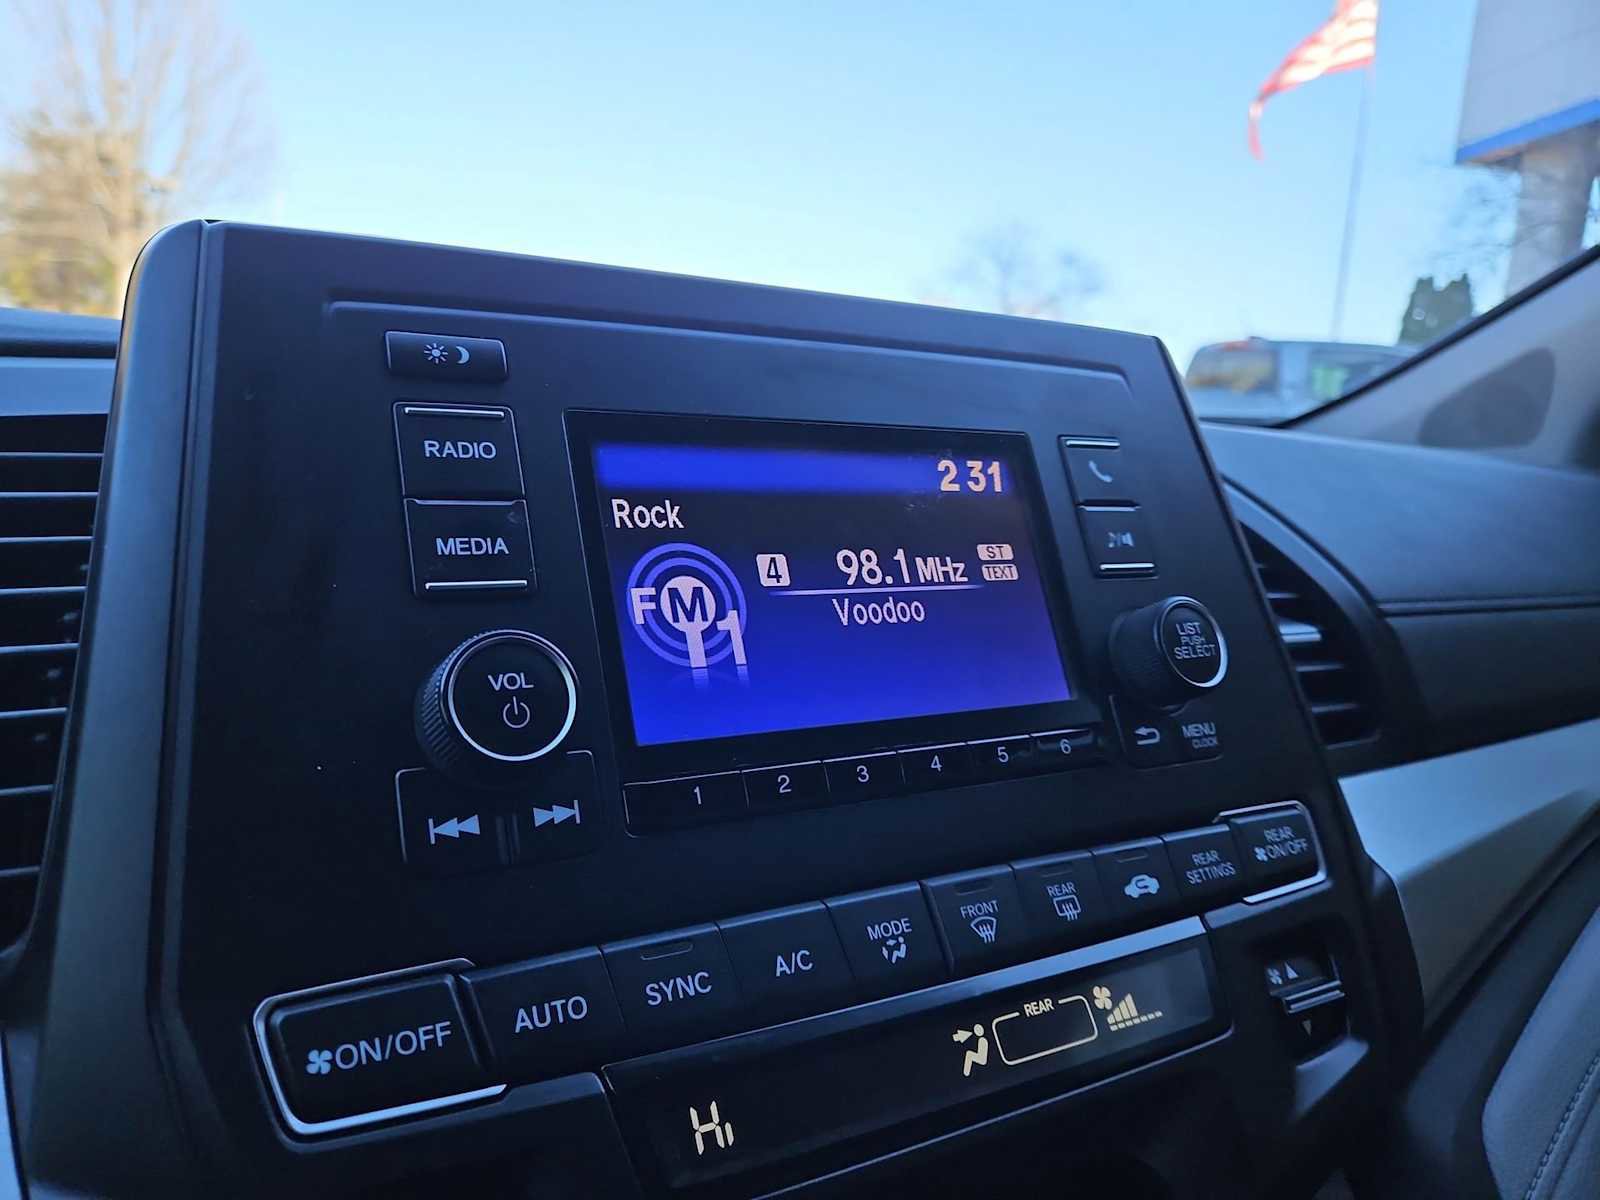 RADIO
MEDIA
VOL
2 31
Rock
FM 1
4 98.1 MHz ST
TEXT
Voodoo
LIST
PUSH
SELECT
MENU
CLOCK
1 2 3 4 5 6
ON/OFF
AUTO
SYNC
A/C
MODE
FRONT
REAR
REAR
SETTINGS
REAR
ON/OFF
REAR
Hi